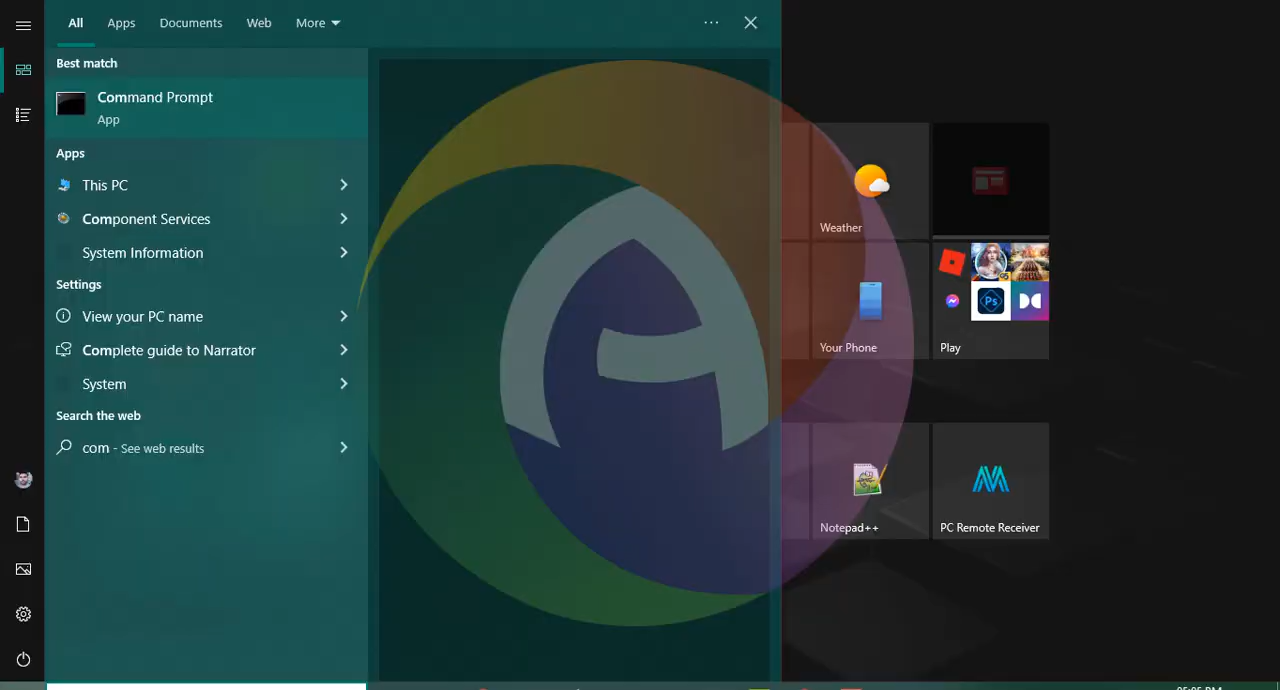 All Apps Documents Web More
Best match
Command Prompt
App
Apps
This PC
Component Services
System Information
Settings
View your PC name
Complete guide to Narrator
System
Search the web
com - See web results
Weather
Your Phone
Ps
Play
Notepad++
PC Remote Receiver